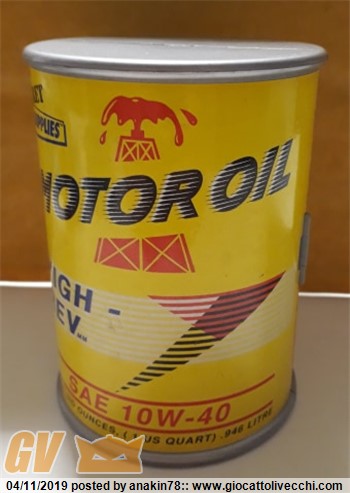 SUPPLIES
MOTOR OIL
HIGH -
EV..
SAE 10W-40
OUNCES, (1 US QUART) .946 LITRE
GV
04/11/2019 posted by anakin78:: www.giocattolivecchi.com